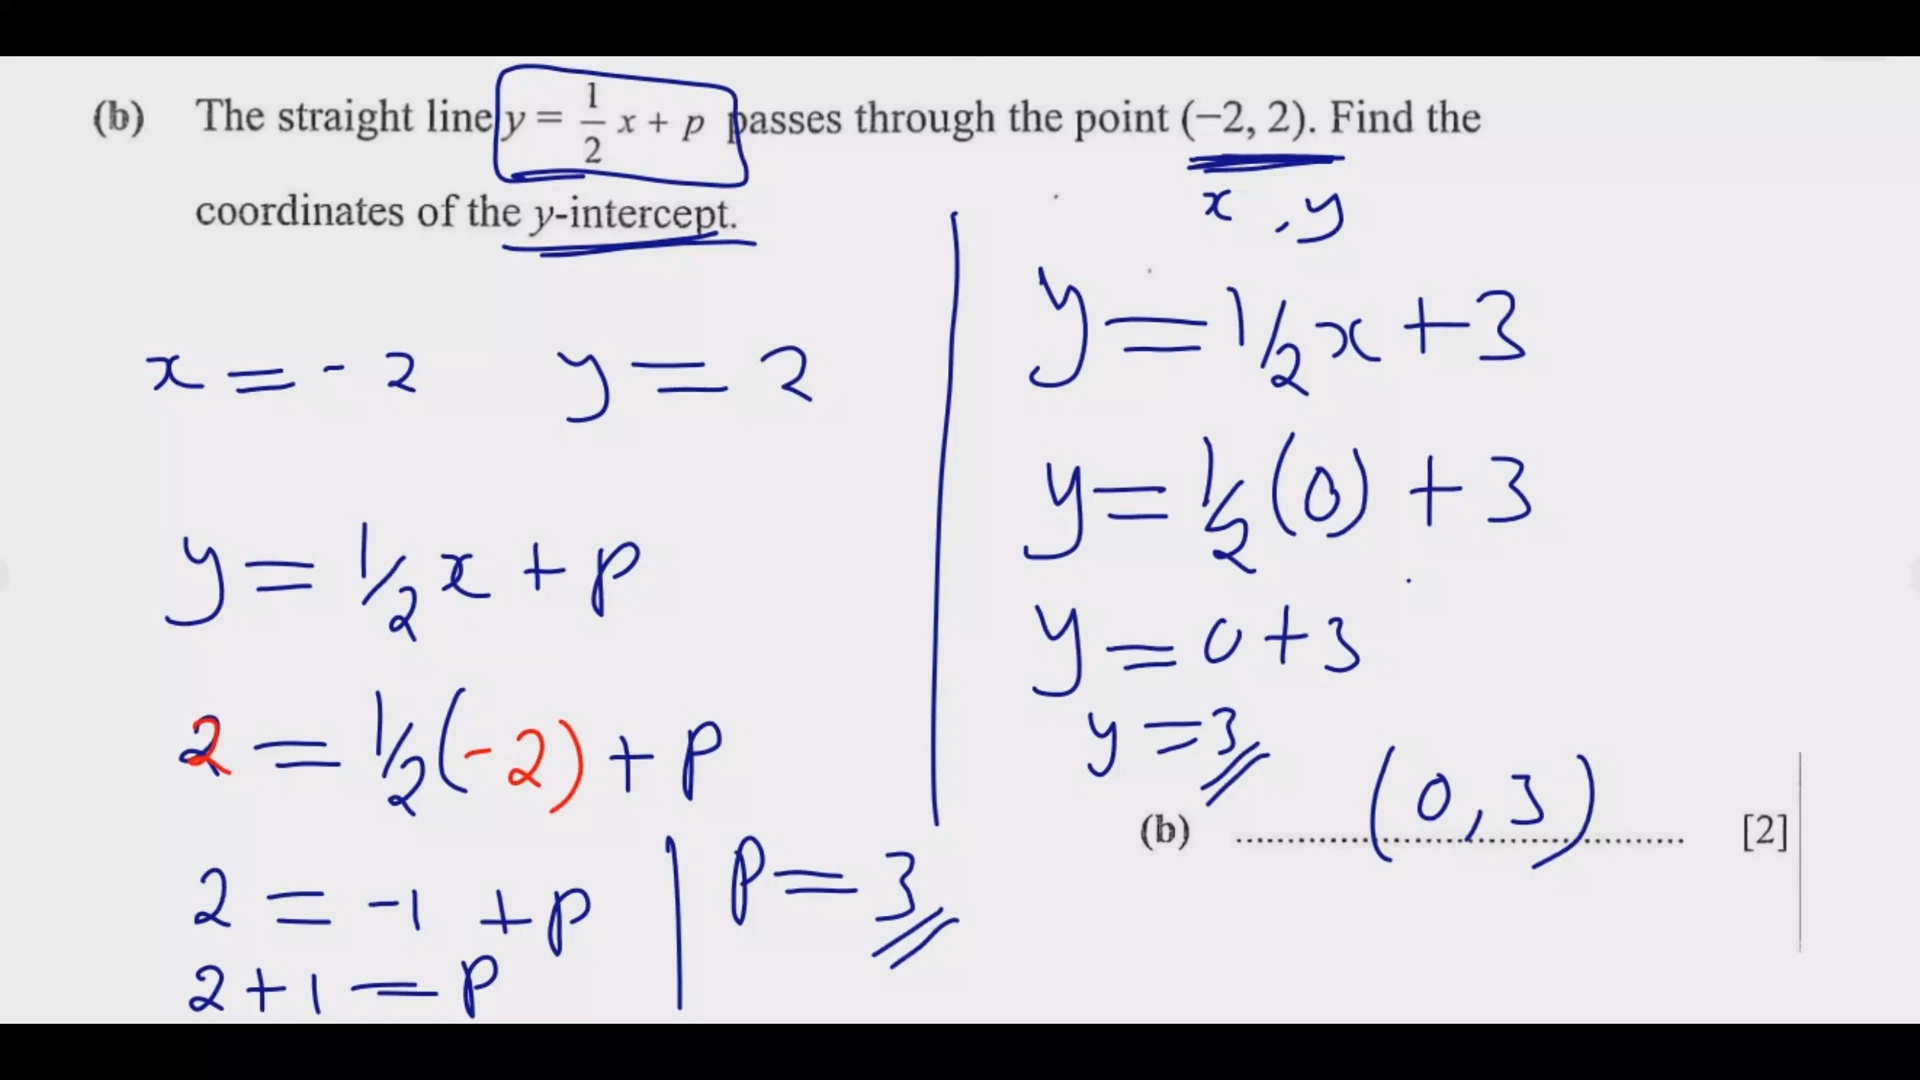 (b) The straight line y = 1/2 x + p passes through the point (−2, 2). Find the
coordinates of the y-intercept.
x , y
x = - 2 y = 2
y = 1/2 x + p
2 = 1/2 (-2) + p
2 = -1 + p
2 + 1 = p
p = 3
y = 1/2 x + 3
y = 1/2 (0) + 3
y = 0 + 3
y = 3
(b) (0, 3) [2]